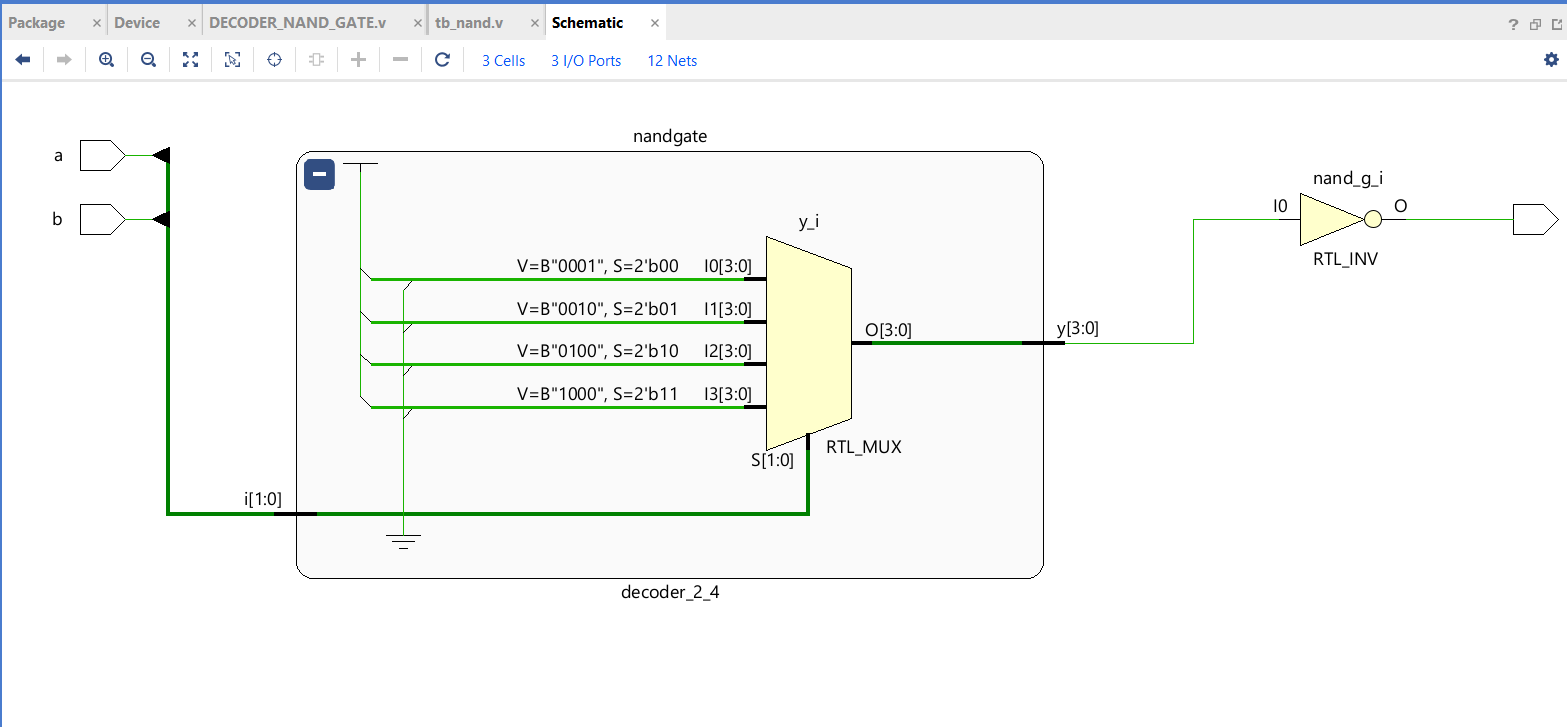 Package × Device × DECODER_NAND_GATE.v × tb_nand.v × Schematic × ?
3 Cells 3 I/O Ports 12 Nets
nandgate
a
b
nand_g_i
I0 O
RTL_INV
y_i
V=B"0001", S=2'b00 I0[3:0]
V=B"0010", S=2'b01 I1[3:0]
V=B"0100", S=2'b10 I2[3:0]
V=B"1000", S=2'b11 I3[3:0]
O[3:0]
y[3:0]
RTL_MUX
S[1:0]
i[1:0]
decoder_2_4